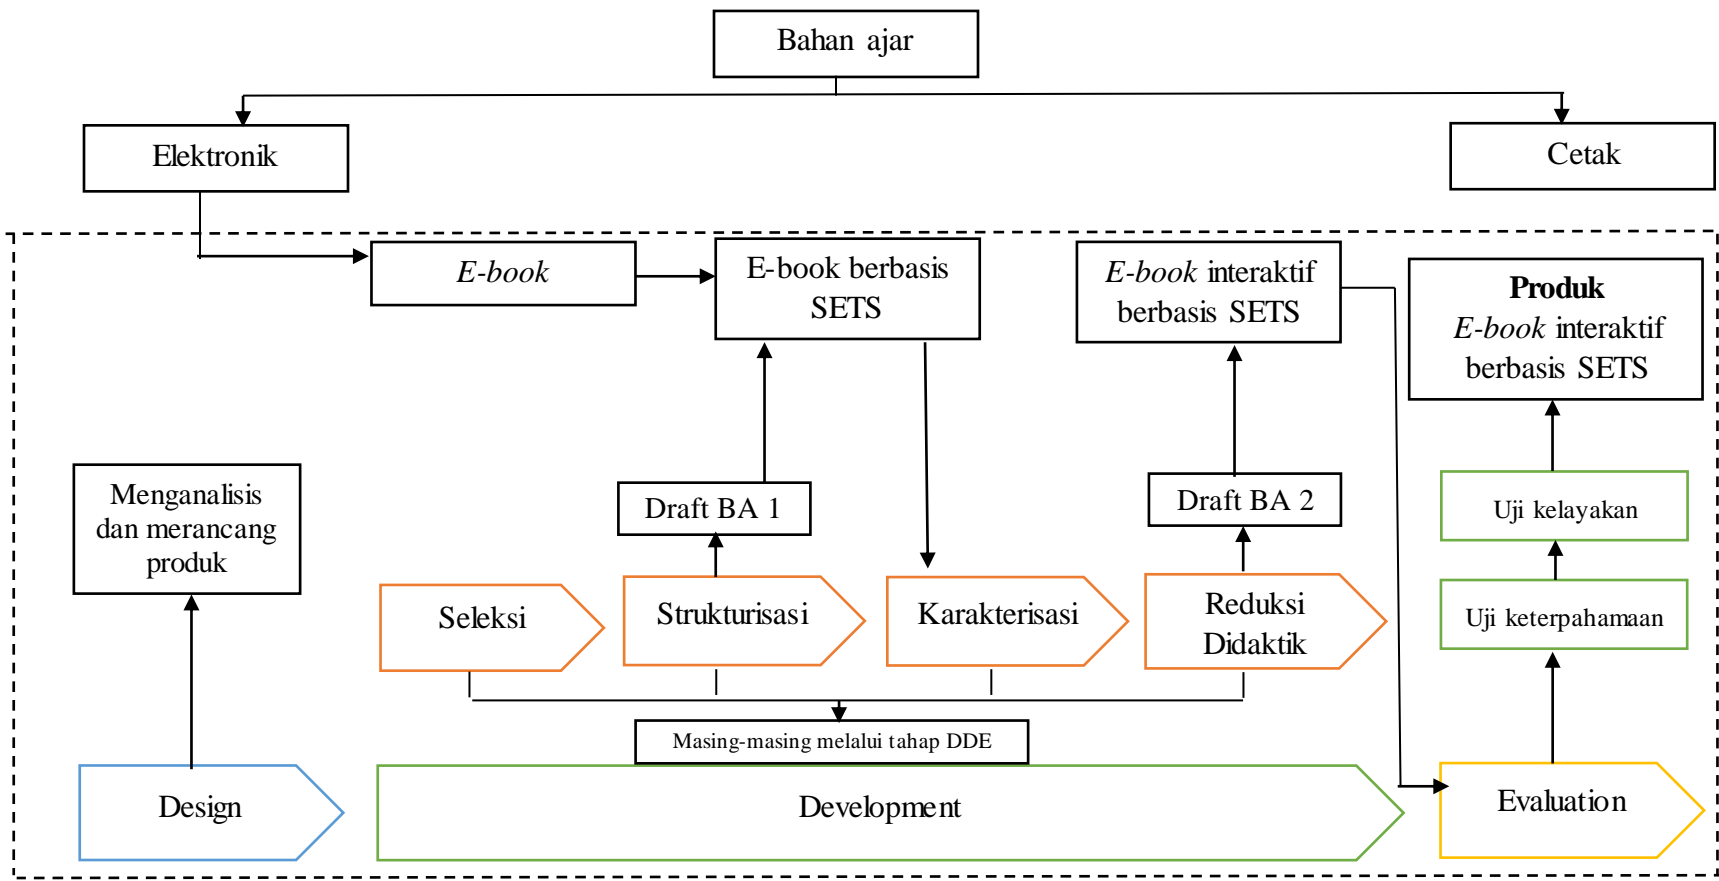 Bahan ajar
Elektronik
Cetak
E-book
E-book berbasis
SETS
E-book interaktif
berbasis SETS
Produk
E-book interaktif
berbasis SETS
Menganalisis
dan merancang
produk
Draft BA 1
Draft BA 2
Uji kelayakan
Seleksi
Strukturisasi
Karakterisasi
Reduksi
Didaktik
Uji keterpahamaan
Masing-masing melalui tahap DDE
Design
Development
Evaluation